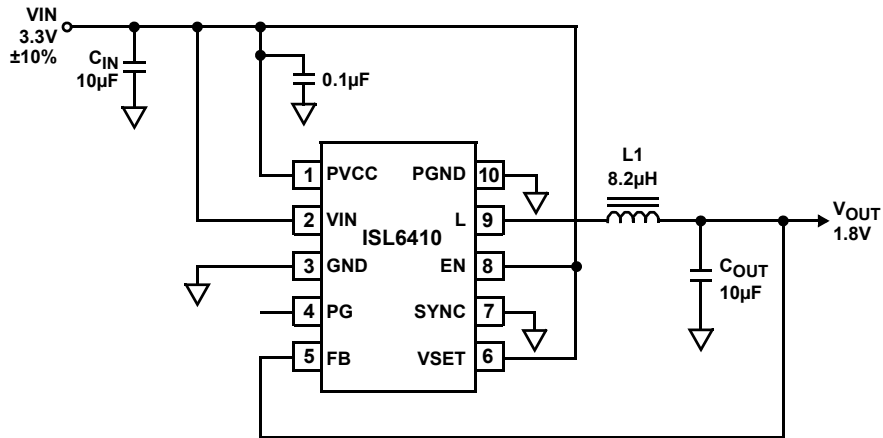 VIN
3.3V
±10%
CIN
10µF
0.1µF
1 PVCC
PGND 10
2 VIN
L 9
ISL6410
3 GND
EN 8
4 PG
SYNC 7
5 FB
VSET 6
L1
8.2µH
VOUT
1.8V
COUT
10µF